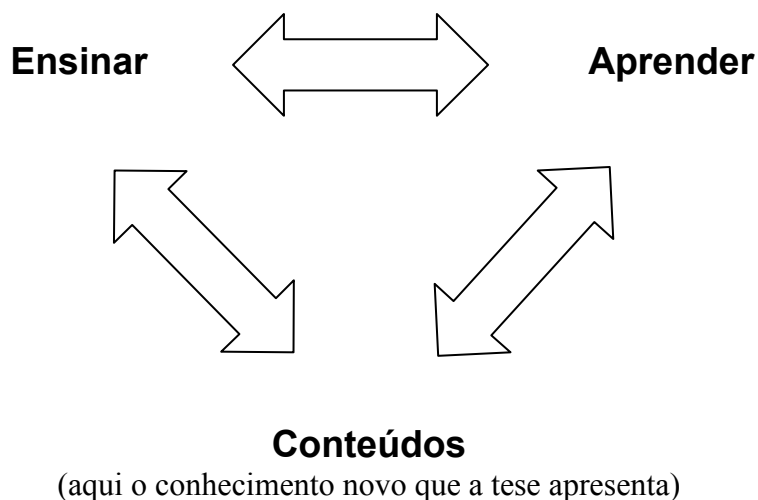 Ensinar
Aprender
Conteúdos
(aqui o conhecimento novo que a tese apresenta)